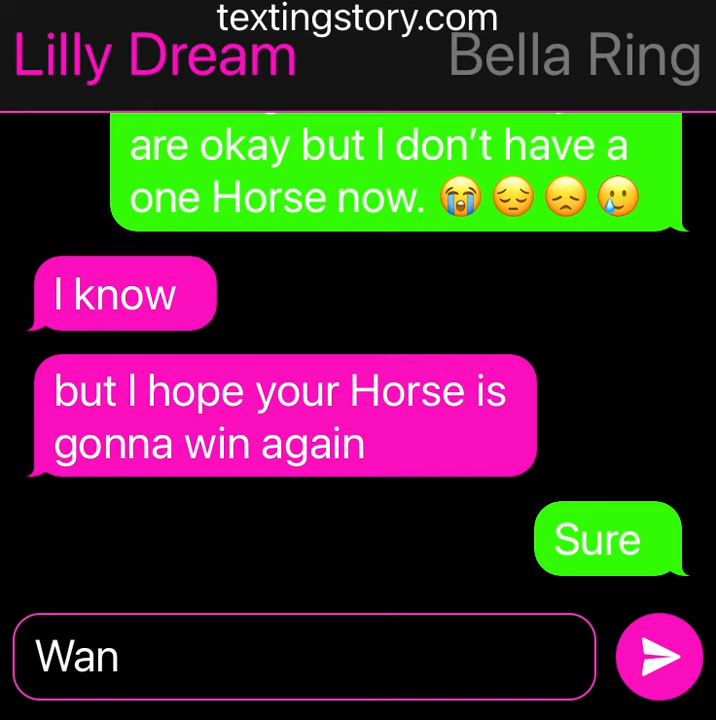 textingstory.com
Lilly Dream Bella Ring
are okay but I don't have a
one Horse now. 😭😔😞🥲
I know
but I hope your Horse is
gonna win again
Sure
Wan